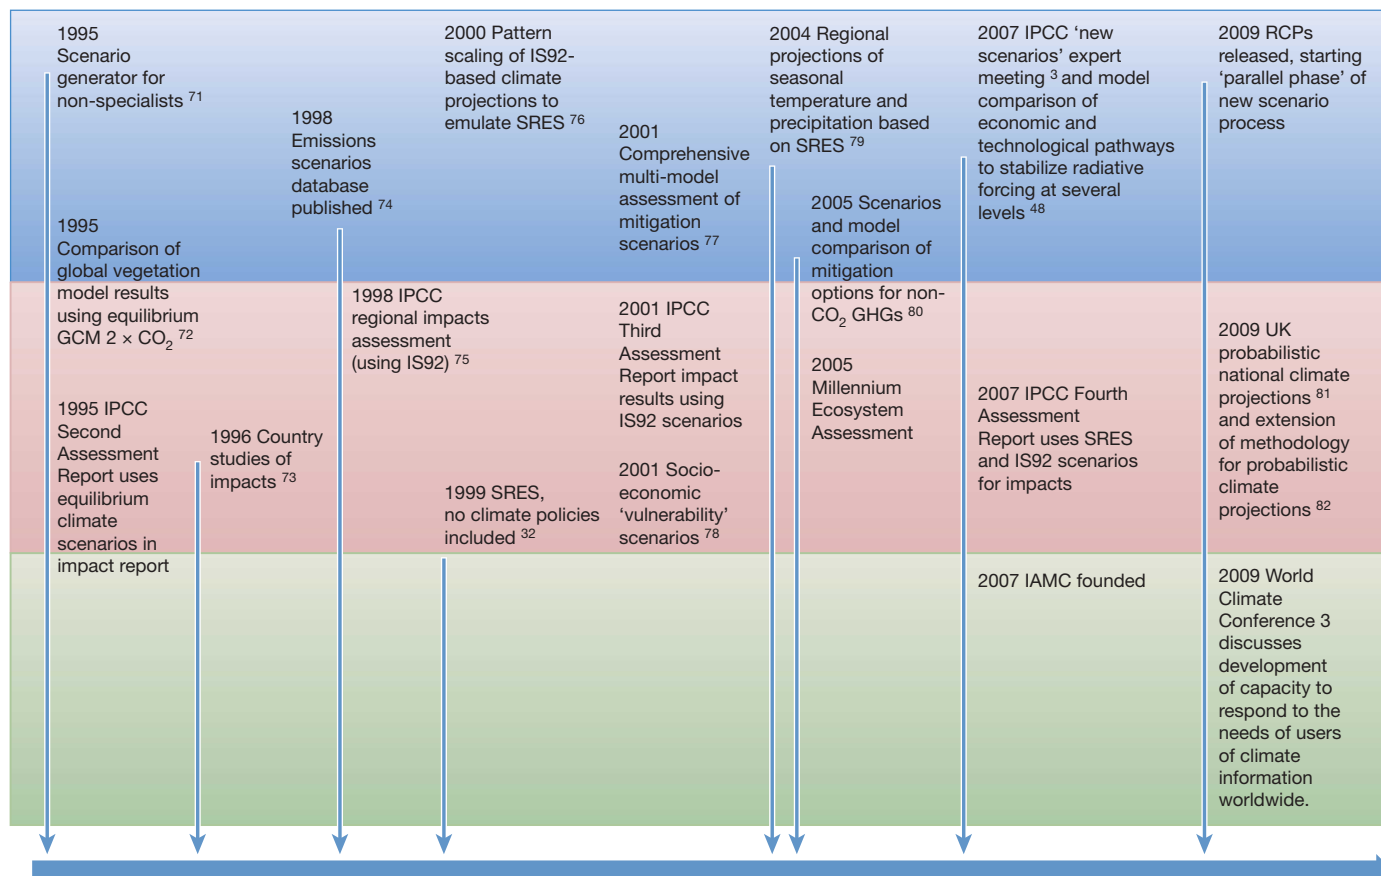 1995
Scenario
generator for
non-specialists 71
1995
Comparison of
global vegetation
model results
using equilibrium
GCM 2 × CO2 72
1995 IPCC
Second
Assessment
Report uses
equilibrium
climate
scenarios in
impact report
1996 Country
studies of
impacts 73
1998
Emissions
scenarios
database
published 74
1998 IPCC
regional impacts
assessment
(using IS92) 75
2000 Pattern
scaling of IS92-
based climate
projections to
emulate SRES 76
1999 SRES,
no climate policies
included 32
2001
Comprehensive
multi-model
assessment of
mitigation
scenarios 77
2001 IPCC
Third
Assessment
Report impact
results using
IS92 scenarios
2001 Socio-
economic
‘vulnerability’
scenarios 78
2004 Regional
projections of
seasonal
temperature and
precipitation based
on SRES 79
2005 Scenarios
and model
comparison of
mitigation
options for non-
CO2 GHGs 80
2005
Millennium
Ecosystem
Assessment
2007 IPCC ‘new
scenarios’ expert
meeting 3 and model
comparison of
economic and
technological pathways
to stabilize radiative
forcing at several
levels 48
2007 IPCC Fourth
Assessment
Report uses SRES
and IS92 scenarios
for impacts
2007 IAMC founded
2009 RCPs
released, starting
‘parallel phase’ of
new scenario
process
2009 UK
probabilistic
national climate
projections 81
and extension
of methodology
for probabilistic
climate
projections 82
2009 World
Climate
Conference 3
discusses
development
of capacity to
respond to the
needs of users
of climate
information
worldwide.